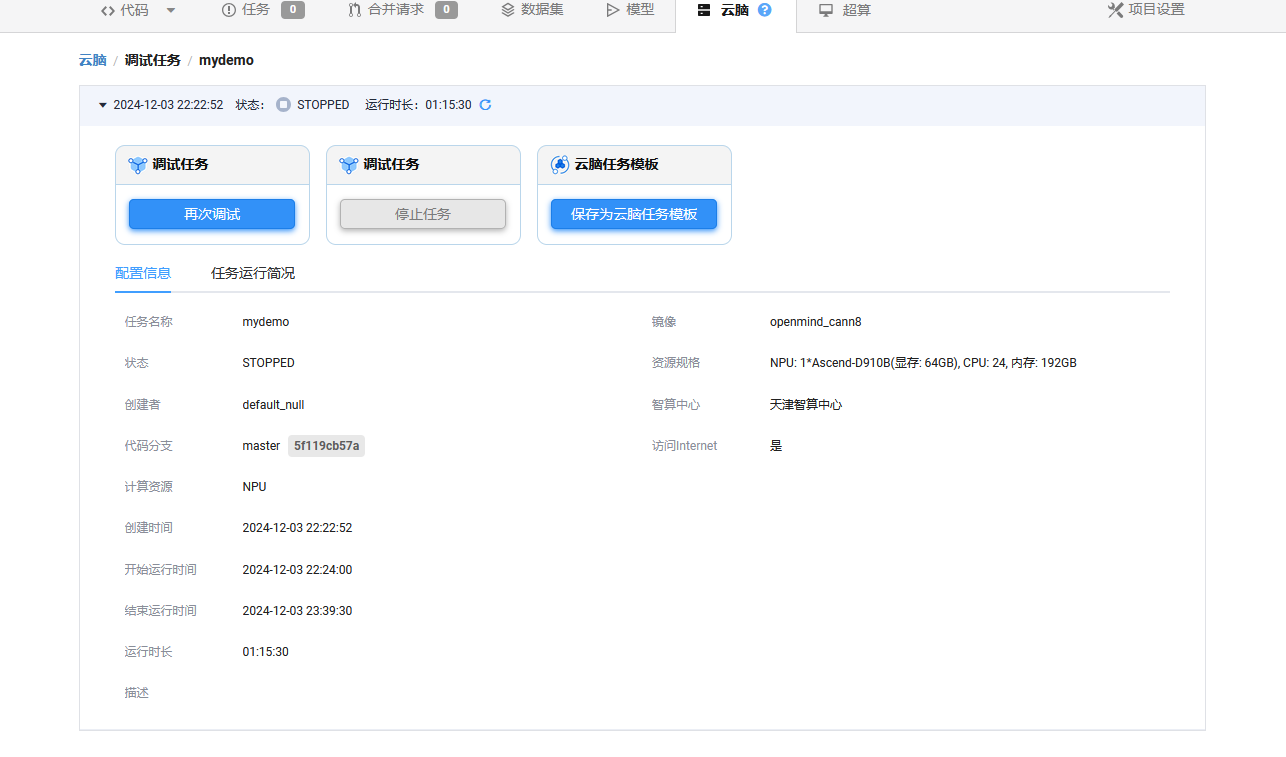 代码 任务 0 合并请求 0 数据集 模型 云脑 ? 超算 项目设置
云脑 / 调试任务 / mydemo
2024-12-03 22:22:52 状态： STOPPED 运行时长：01:15:30
调试任务 调试任务 云脑任务模板
再次调试 停止任务 保存为云脑任务模板
配置信息 任务运行简况
任务名称 mydemo 镜像 openmind_cann8
状态 STOPPED 资源规格 NPU: 1*Ascend-D910B(显存: 64GB), CPU: 24, 内存: 192GB
创建者 default_null 智算中心 天津智算中心
代码分支 master 5f119cb57a 访问Internet 是
计算资源 NPU
创建时间 2024-12-03 22:22:52
开始运行时间 2024-12-03 22:24:00
结束运行时间 2024-12-03 23:39:30
运行时长 01:15:30
描述